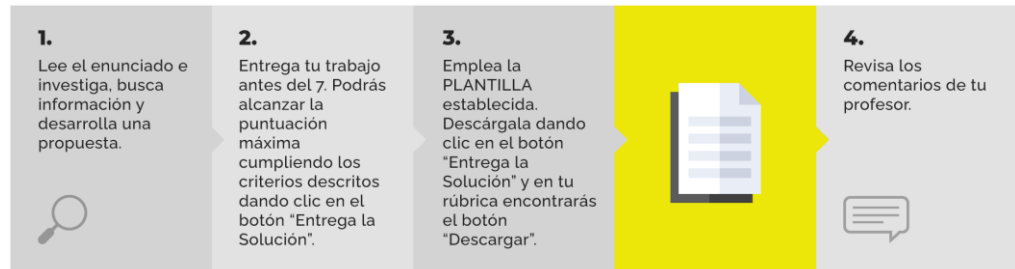 1.
Lee el enunciado e
investiga, busca
información y
desarrolla una
propuesta.
2.
Entrega tu trabajo
antes del 7. Podrás
alcanzar la
puntuación
máxima
cumpliendo los
criterios descritos
dando clic en el
botón “Entrega la
Solución”.
3.
Emplea la
PLANTILLA
establecida.
Descárgala dando
clic en el botón
“Entrega la
Solución” y en tu
rúbrica encontrarás
el botón
“Descargar”.
4.
Revisa los
comentarios de tu
profesor.